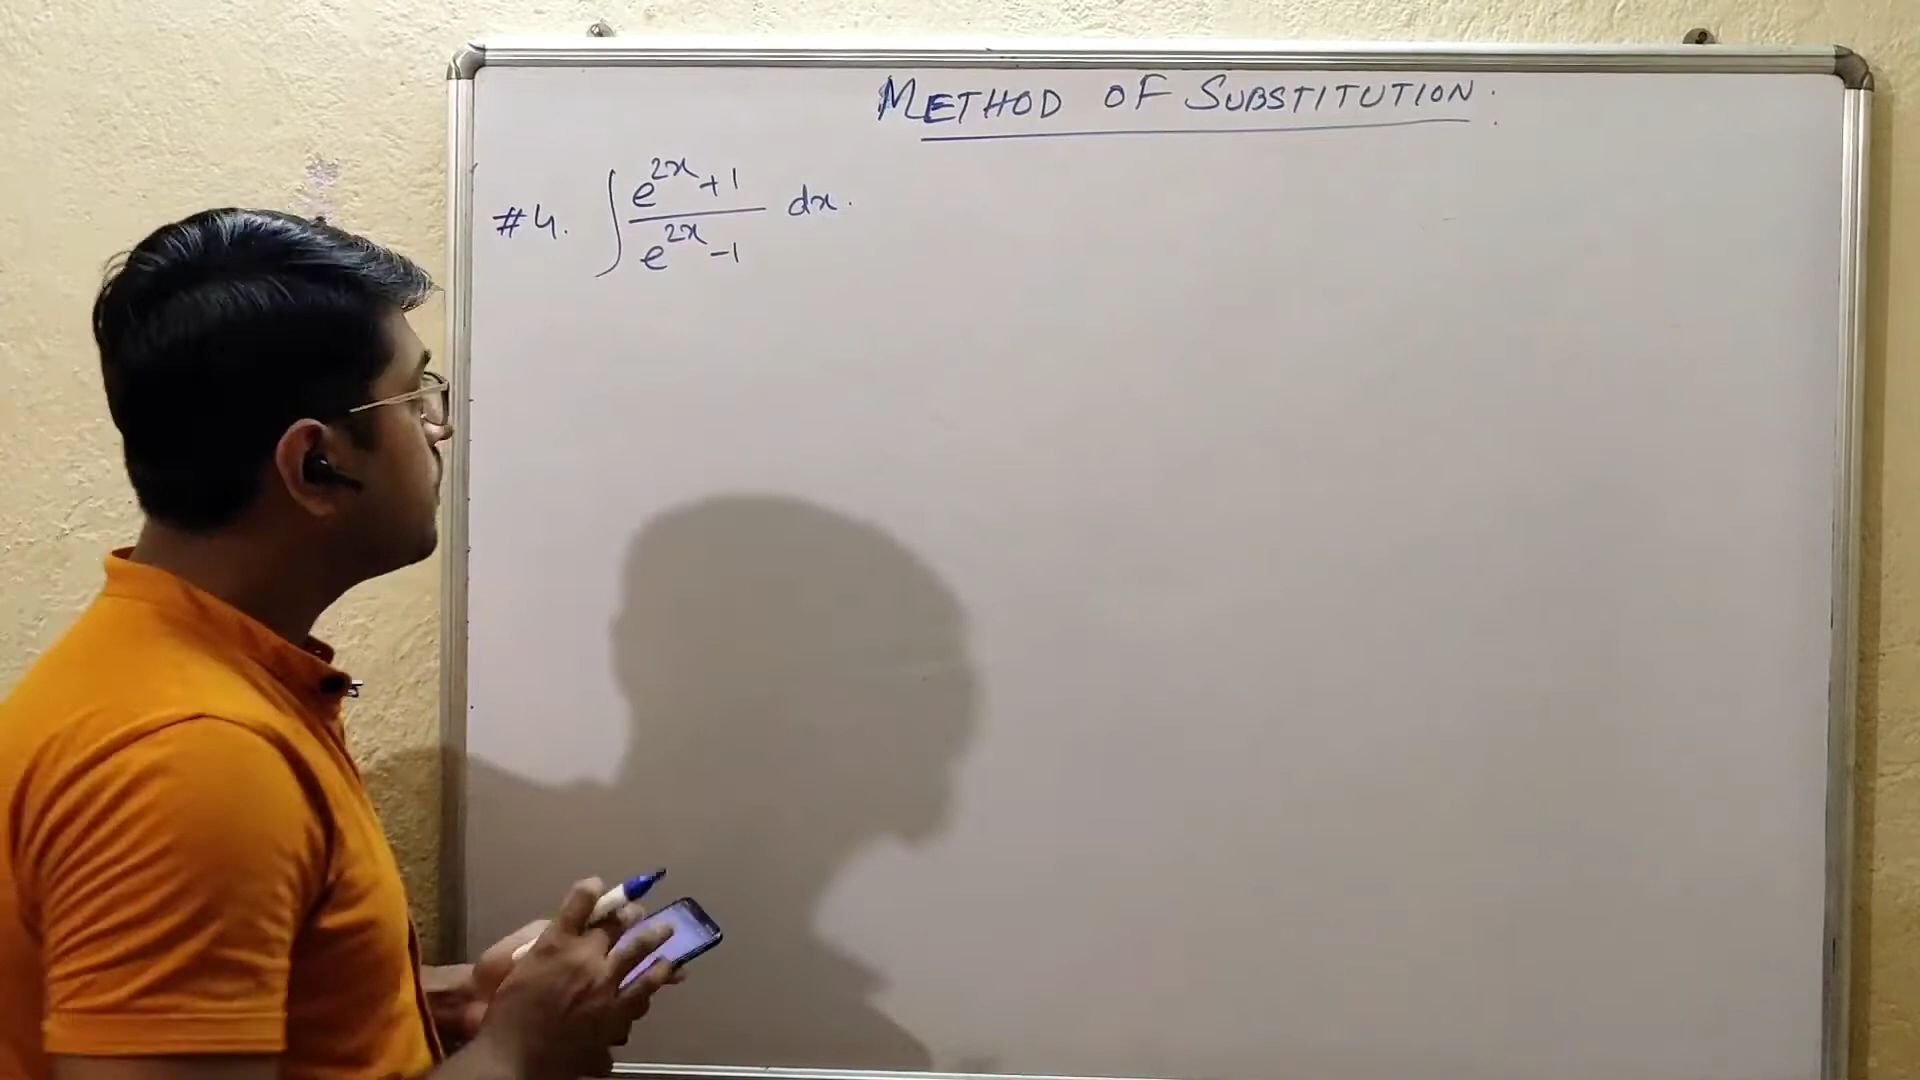 METHOD OF SUBSTITUTION.
#4. ∫ (e^{2x}+1)/(e^{2x}-1) dx.